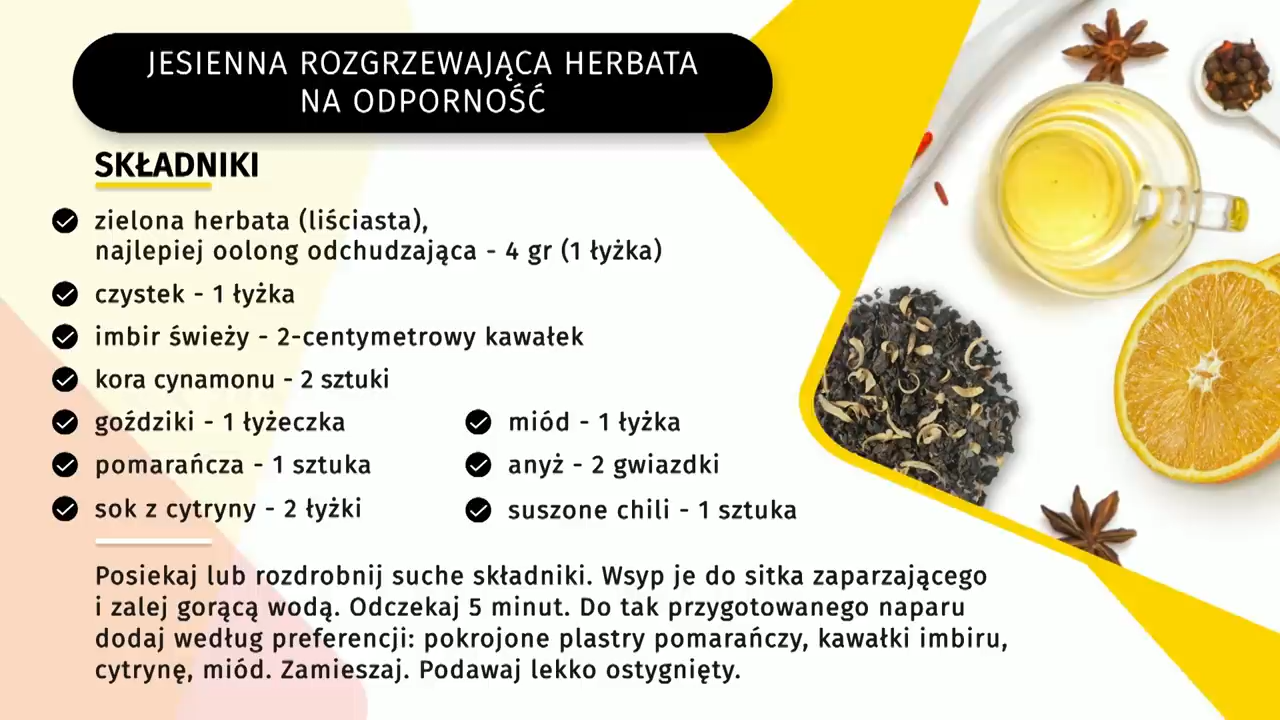 JESIENNA ROZGRZEWAJĄCA HERBATA
NA ODPORNOŚĆ
SKŁADNIKI
zielona herbata (liściasta),
najlepiej oolong odchudzająca - 4 gr (1 łyżka)
czystek - 1 łyżka
imbir świeży - 2-centymetrowy kawałek
kora cynamonu - 2 sztuki
goździki - 1 łyżeczka
pomarańcza - 1 sztuka
sok z cytryny - 2 łyżki
miód - 1 łyżka
anyż - 2 gwiazdki
suszone chili - 1 sztuka
Posiekaj lub rozdrobnij suche składniki. Wsyp je do sitka zaparzającego
i zalej gorącą wodą. Odczekaj 5 minut. Do tak przygotowanego naparu
dodaj według preferencji: pokrojone plastry pomarańczy, kawałki imbiru,
cytrynę, miód. Zamieszaj. Podawaj lekko ostygnięty.